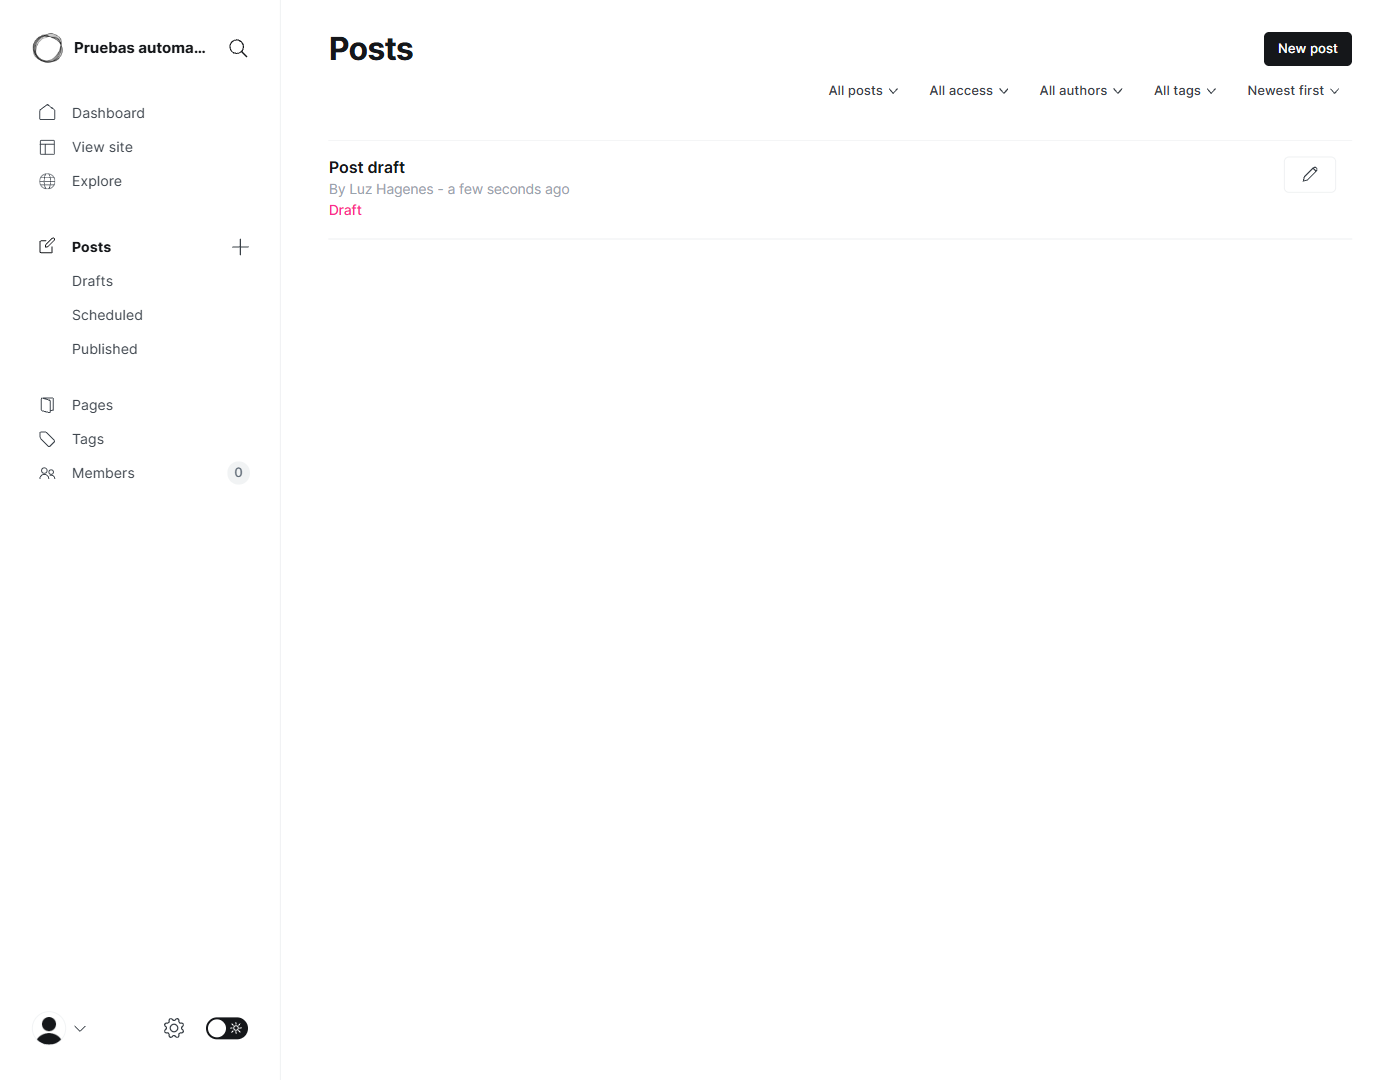 Pruebas automa...
Dashboard
View site
Explore
Posts
Drafts
Scheduled
Published
Pages
Tags
Members
0
Posts
New post
All posts
All access
All authors
All tags
Newest first
Post draft
By Luz Hagenes - a few seconds ago
Draft